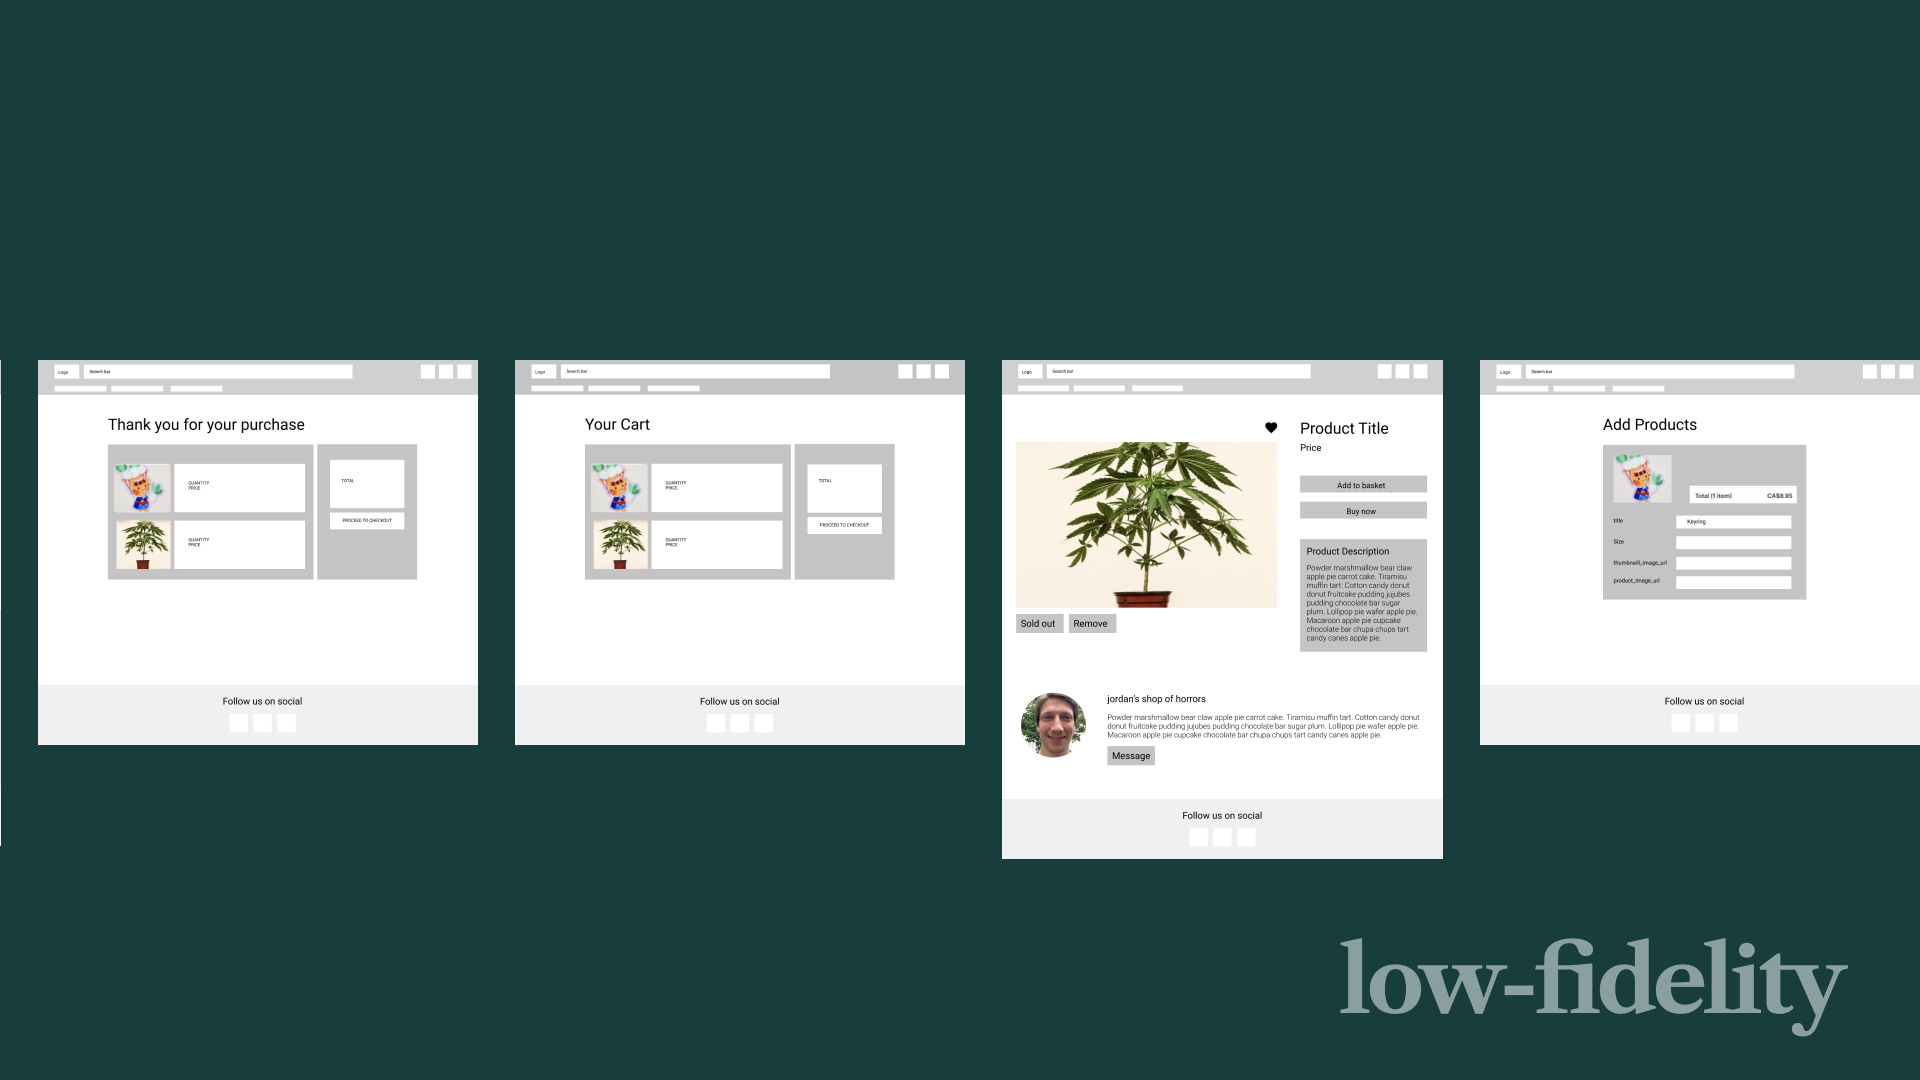 Logo
Search bar
Thank you for your purchase
QUANTITY
PRICE
TOTAL
PROCEED TO CHECKOUT
QUANTITY
PRICE
Follow us on social
Logo
Search bar
Your Cart
QUANTITY
PRICE
TOTAL
PROCEED TO CHECKOUT
QUANTITY
PRICE
Follow us on social
Logo
Search bar
Product Title
Price
Add to basket
Buy now
Product Description
Powder marshmallow bear claw
apple pie carrot cake. Tiramisu
muffin tart. Cotton candy donut
donut fruitcake pudding jujubes
pudding chocolate bar sugar
plum. Lollipop pie wafer apple pie.
Macaroon apple pie cupcake
chocolate bar chupa chups tart
candy canes apple pie.
Sold out
Remove
jordan's shop of horrors
Powder marshmallow bear claw apple pie carrot cake. Tiramisu muffin tart. Cotton candy donut
donut fruitcake pudding jujubes pudding chocolate bar sugar plum. Lollipop pie wafer apple pie.
Macaroon apple pie cupcake chocolate bar chupa chups tart candy canes apple pie.
Message
Follow us on social
Logo
Search bar
Add Products
Total (1 item) CA$8.95
title Keyring
Size
thumbnaill_image_url
product_image_url
Follow us on social
low-fidelity